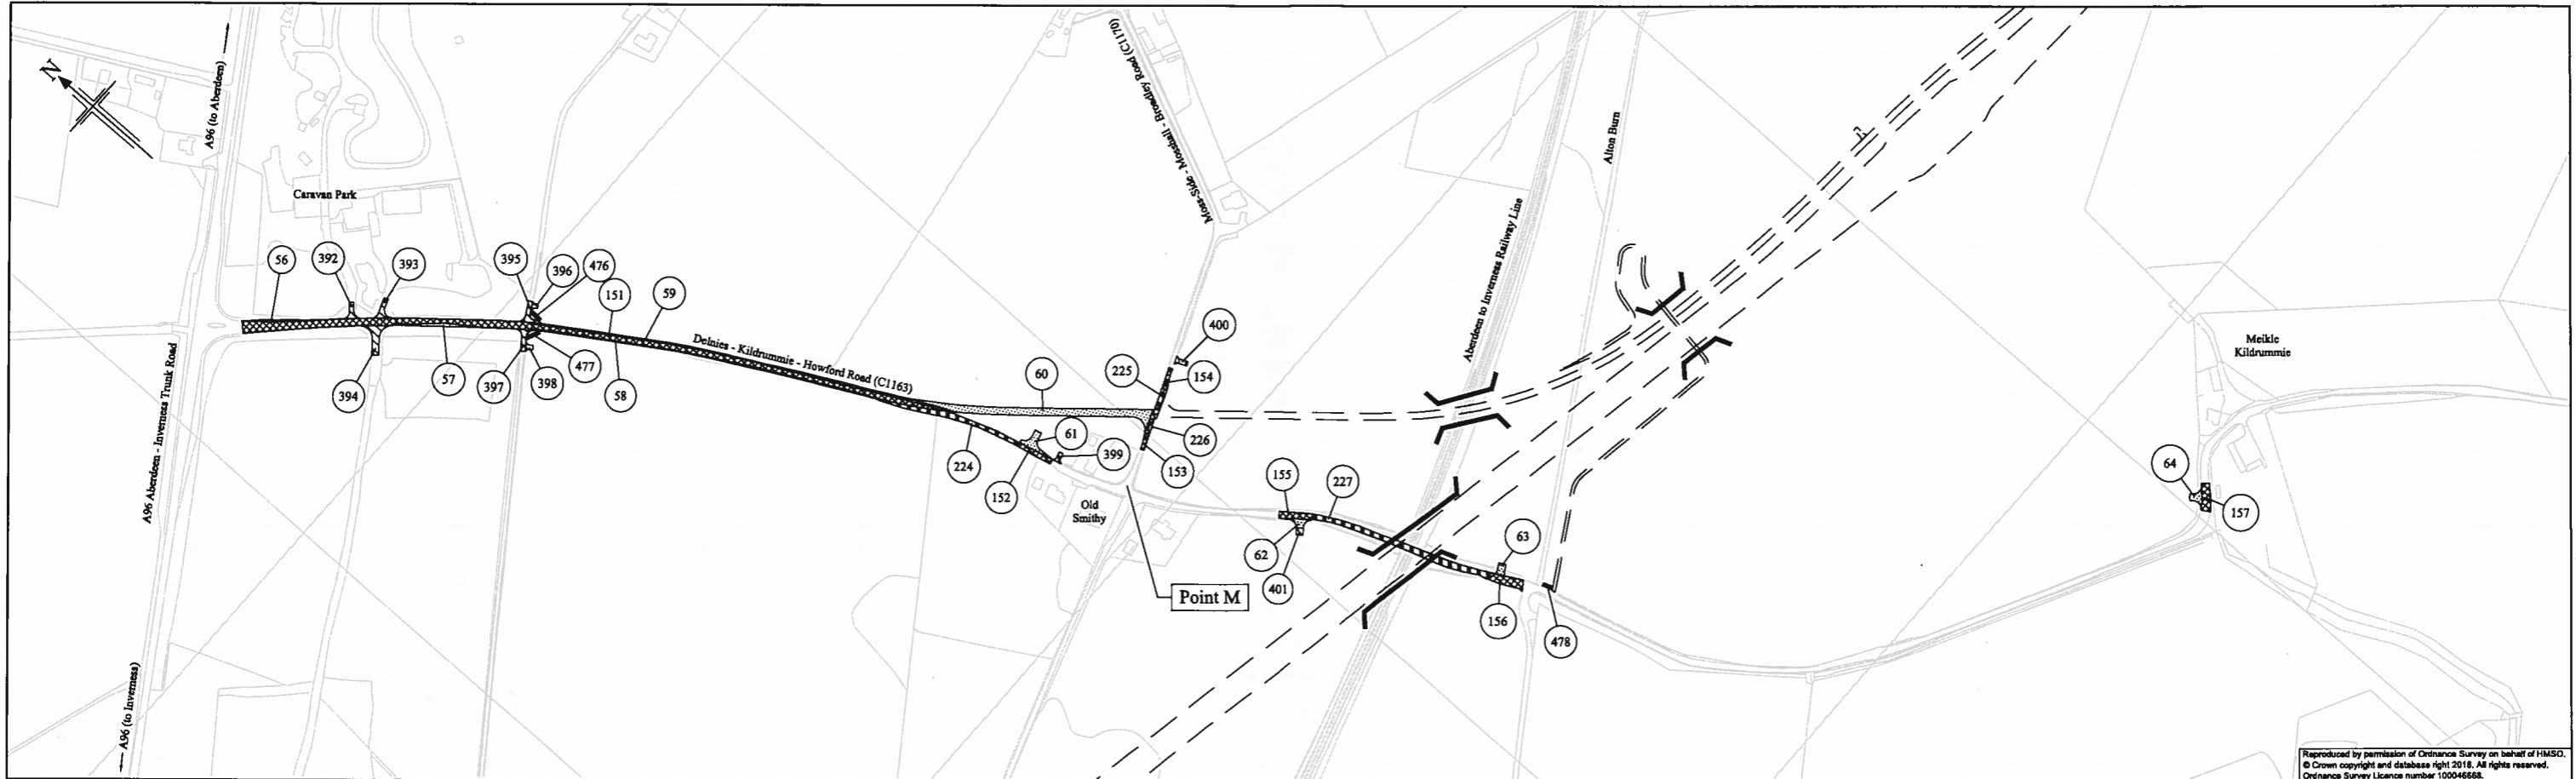 N
A96 (to Aberdeen)
Caravan Park
Moss-Side - Mosshall - Broadley Road (C1170)
Alton Burn
Aberdeen to Inverness Railway Line
56
392
393
395
396
476
151
59
Delnies - Kildrummie - Howford Road (C1163)
394
57
397
398
477
58
60
225
400
154
61
399
226
153
224
152
Old
Smithy
Point M
155
227
62
401
63
156
478
Meikle
Kildrummie
64
157
A96 Aberdeen - Inverness Trunk Road
A96 (to Inverness)
Reproduced by permission of Ordnance Survey on behalf of HMSO.
© Crown copyright and database right 2018. All rights reserved.
Ordnance Survey Licence number 100046668.